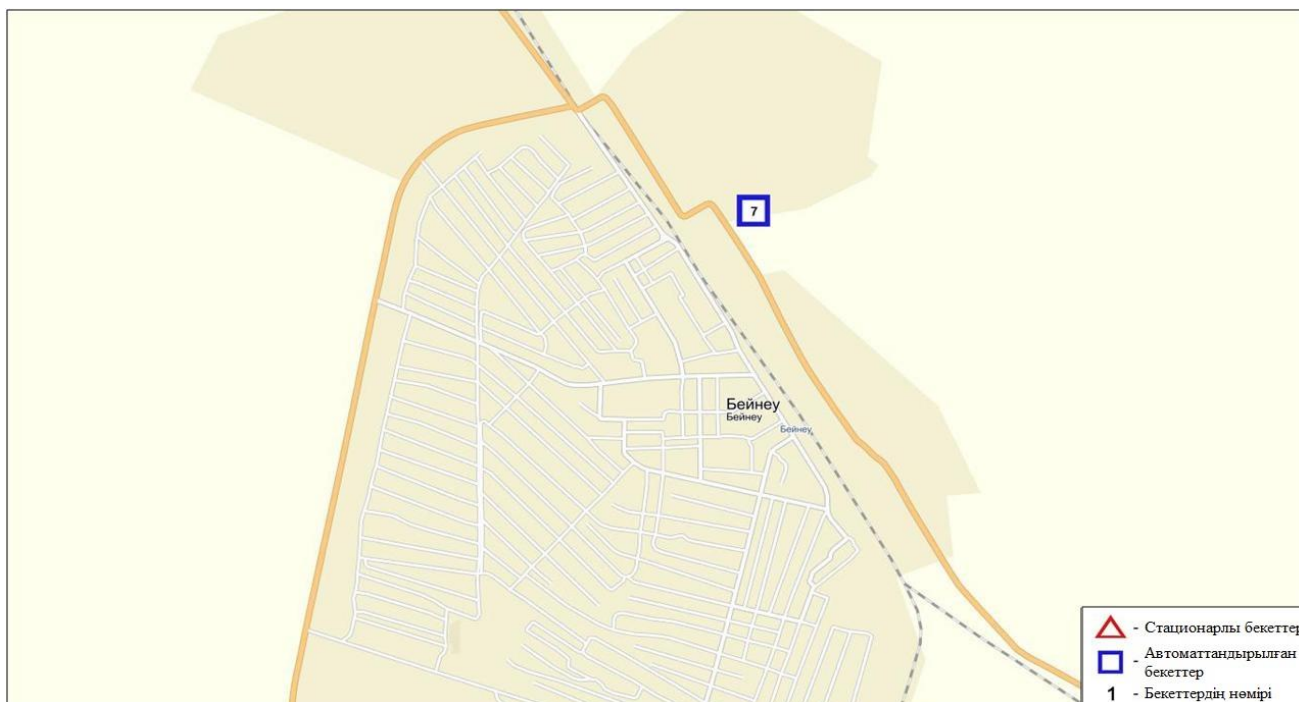 7
Бейнеу
Бейнеу
Бейнеу
- Стационарлы бекеттер
- Автоматтандырылған
бекеттер
1 - Бекеттердің нөмірі